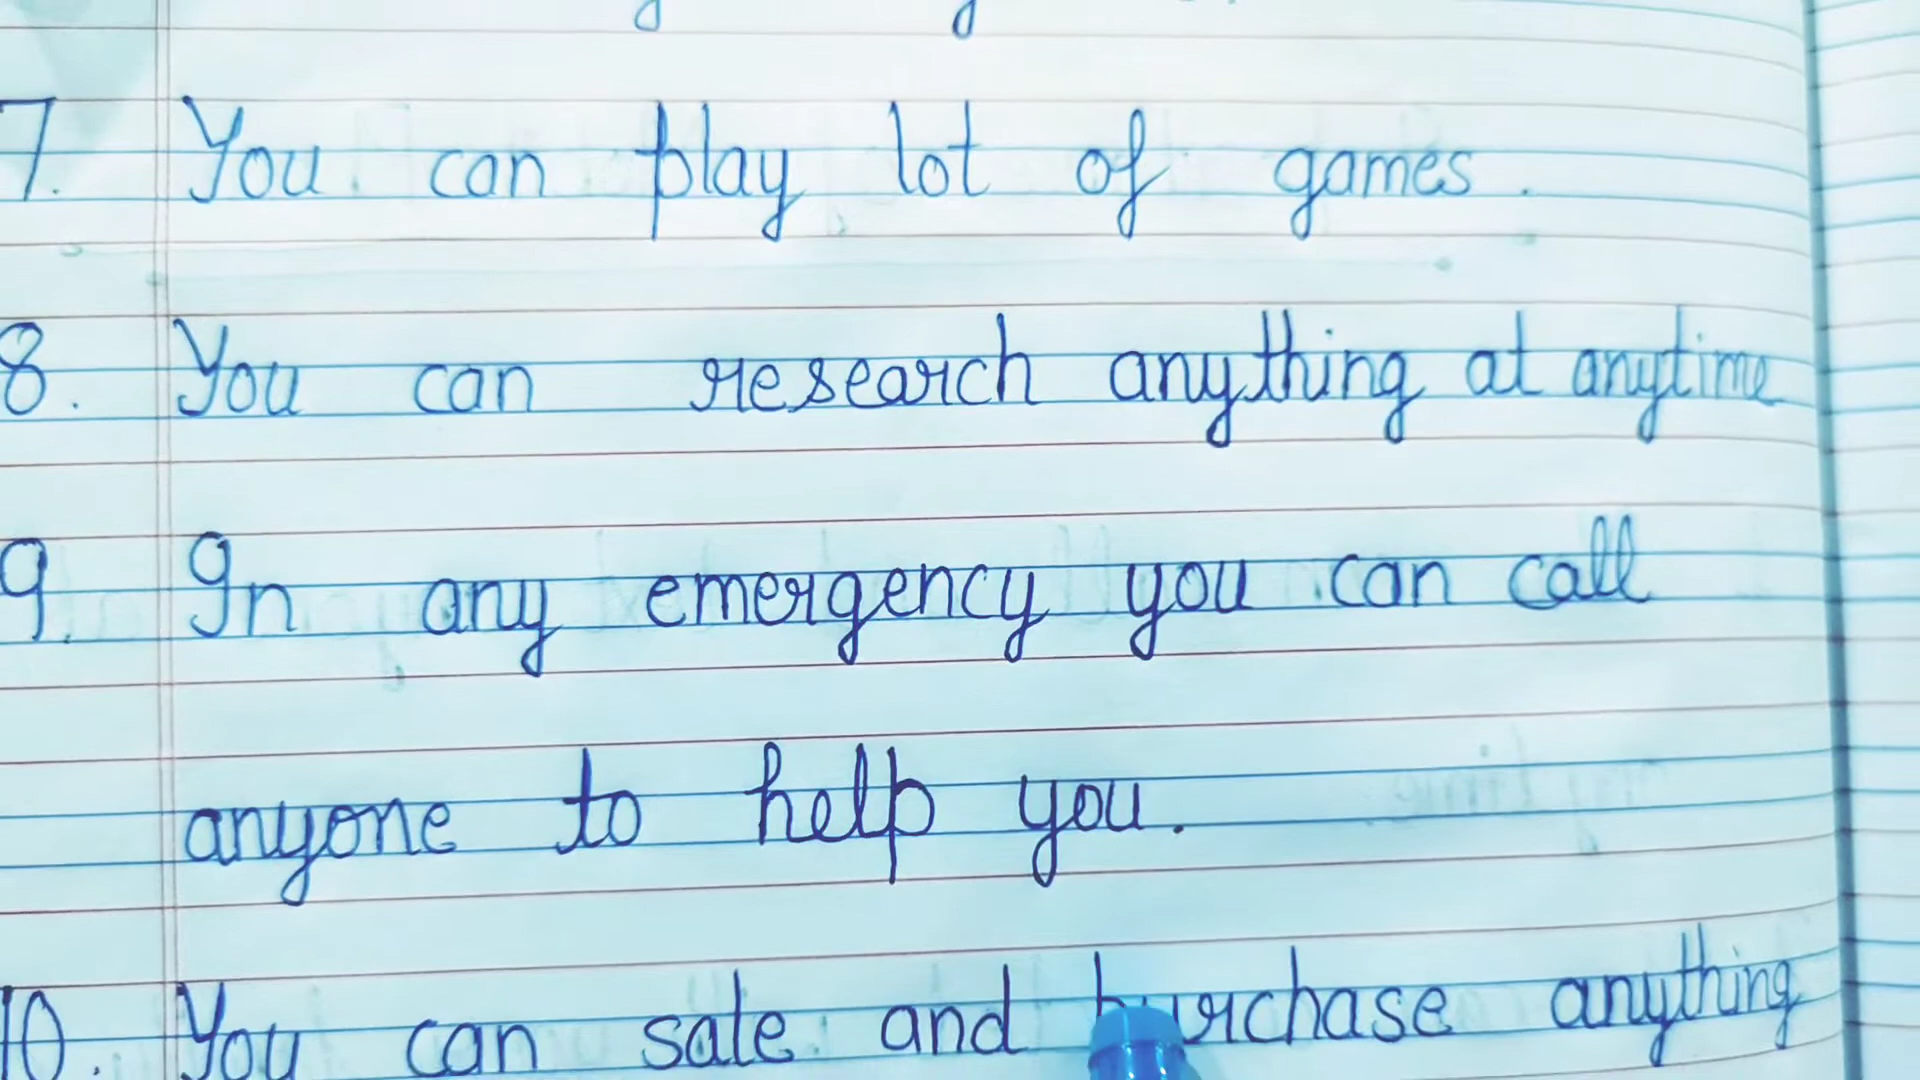 7. You can play lot of games.
8. You can research anything at anytime
9. In any emergency you can call
anyone to help you.
10. You can sale and purchase anything